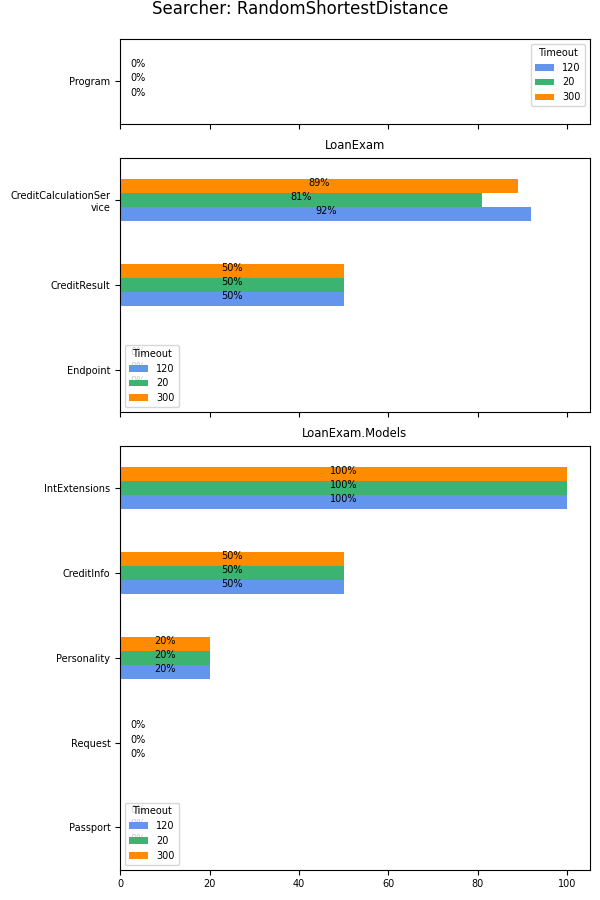 Searcher: RandomShortestDistance
Program
0%
0%
0%
Timeout
120
20
300
LoanExam
CreditCalculationSer
vice
89%
81%
92%
CreditResult
50%
50%
50%
Endpoint
Timeout
120
20
300
LoanExam.Models
IntExtensions
100%
100%
100%
CreditInfo
50%
50%
50%
Personality
20%
20%
20%
Request
0%
0%
0%
Passport
Timeout
120
20
300
0 20 40 60 80 100